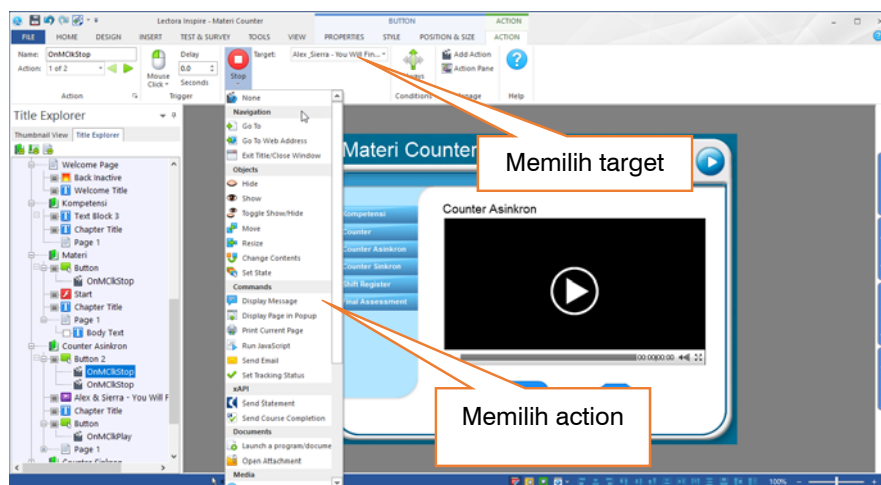 Lectora Inspire - Materi Counter
BUTTON
ACTION
FILE
HOME
DESIGN
INSERT
TEST & SURVEY
TOOLS
VIEW
PROPERTIES
STYLE
POSITION & SIZE
ACTION
Name: OnMClkStop
Action: 1 of 2
Mouse
Click
Delay
0.0
Seconds
Stop
Target: Alex_Sierra - You Will Fin...
Add Action
Action Pane
Action
Trigger
Conditions
Help
Title Explorer
Thumbnail View
Title Explorer
Welcome Page
Back Inactive
Welcome Title
Kompetensi
Text Block 3
Chapter Title
Page 1
Materi
Button
OnMClkStop
Start
Chapter Title
Page 1
Body Text
Counter Asinkron
Button 2
OnMClkStop
OnMClkStop
Alex & Sierra - You Will F
Chapter Title
Button
OnMClkPlay
Page 1
Counter Sinkron
None
Navigation
Go To
Go To Web Address
Exit Title/Close Window
Objects
Hide
Show
Toggle Show/Hide
Move
Resize
Change Contents
Set State
Commands
Display Message
Display Page in Popup
Print Current Page
Run JavaScript
Send Email
Set Tracking Status
xAPI
Send Statement
Send Course Completion
Documents
Launch a program/docume
Open Attachment
Media
Materi Counter
Kompetensi
Counter
Counter Asinkron
Counter Sinkron
Shift Register
Final Assessment
Counter Asinkron
00:00|00:00
Memilih target
Memilih action
100%